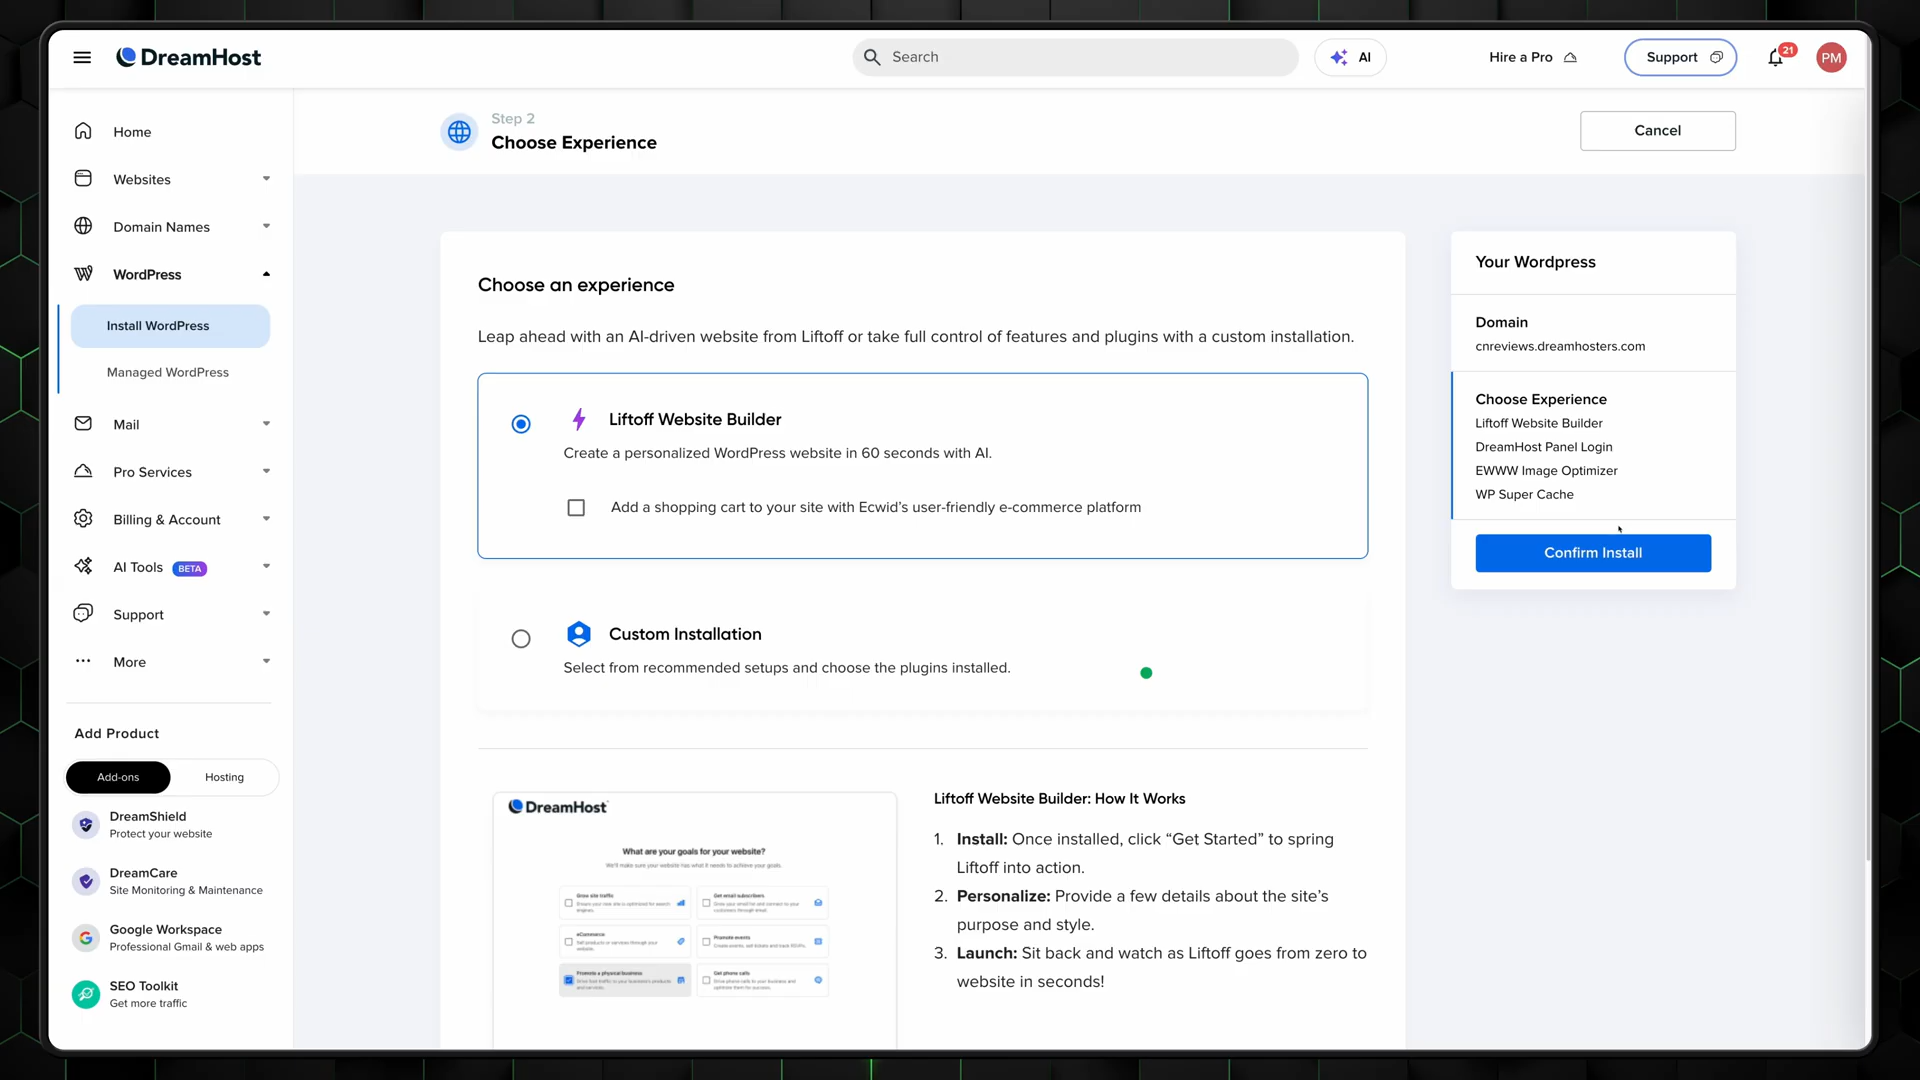 DreamHost
Search
AI
Hire a Pro
Support
21
PM
Home
Websites
Domain Names
WordPress
Install WordPress
Managed WordPress
Mail
Pro Services
Billing & Account
AI Tools BETA
Support
More
Add Product
Add-ons
Hosting
DreamShield
Protect your website
DreamCare
Site Monitoring & Maintenance
Google Workspace
Professional Gmail & web apps
SEO Toolkit
Get more traffic
Step 2
Choose Experience
Cancel
Choose an experience
Leap ahead with an AI-driven website from Liftoff or take full control of features and plugins with a custom installation.
Liftoff Website Builder
Create a personalized WordPress website in 60 seconds with AI.
Add a shopping cart to your site with Ecwid’s user-friendly e-commerce platform
Custom Installation
Select from recommended setups and choose the plugins installed.
DreamHost
What are your goals for your website?
We'll make sure your website has what it needs to achieve your goals.
Grow site traffic
Ensure your new site is optimized for search
engines.
Get email subscribers
Grow your email list and connect to your
customers through email.
eCommerce
Sell products or services through your
website.
Promote events
Create events, sell tickets and track RSVPs.
Promote a physical business
Drive foot traffic to your business's products
and services.
Get phone calls
Drive phone calls to your business and
optimize them for success.
Liftoff Website Builder: How It Works
1. Install: Once installed, click “Get Started” to spring
Liftoff into action.
2. Personalize: Provide a few details about the site’s
purpose and style.
3. Launch: Sit back and watch as Liftoff goes from zero to
website in seconds!
Your Wordpress
Domain
cnreviews.dreamhosters.com
Choose Experience
Liftoff Website Builder
DreamHost Panel Login
EWWW Image Optimizer
WP Super Cache
Confirm Install